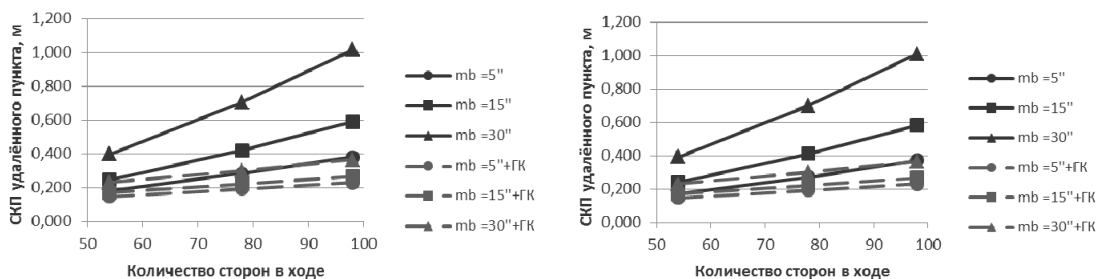 СКП удалённого пункта, м
1,200
1,000
0,800
0,600
0,400
0,200
0,000
50 60 70 80 90 100
Количество сторон в ходе
mb =5"
mb =15"
mb =30"
mb =5"+ГК
mb =15"+ГК
mb =30"+ГК
СКП удалённого пункта, м
1,200
1,000
0,800
0,600
0,400
0,200
0,000
50 60 70 80 90 100
Количество сторон в ходе
mb =5"
mb =15"
mb =30"
mb =5"+ГК
mb =15"+ГК
mb =30"+ГК